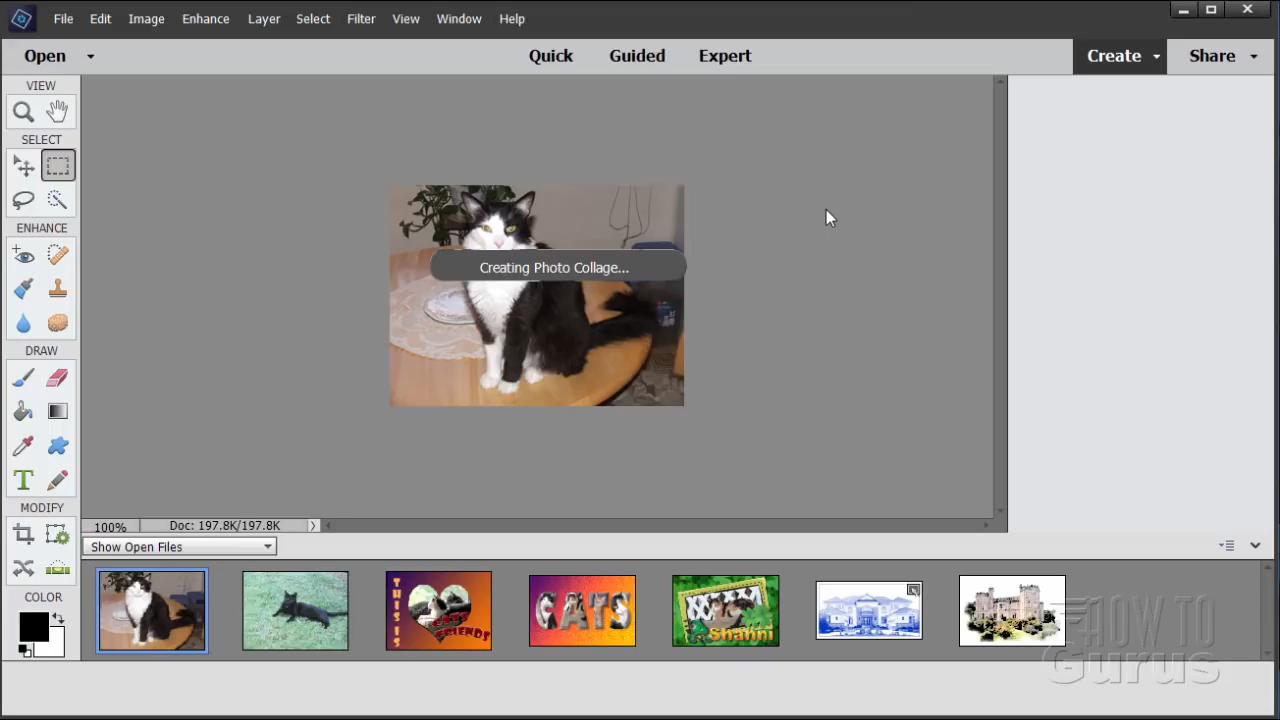 File Edit Image Enhance Layer Select Filter View Window Help
Open Quick Guided Expert Create Share
VIEW
SELECT
ENHANCE
DRAW
T
MODIFY
COLOR
Creating Photo Collage...
100% Doc: 197.8K/197.8K
Show Open Files
THIS IS
FRIENDS
CATS
Shanni
HOW TO
Gurus